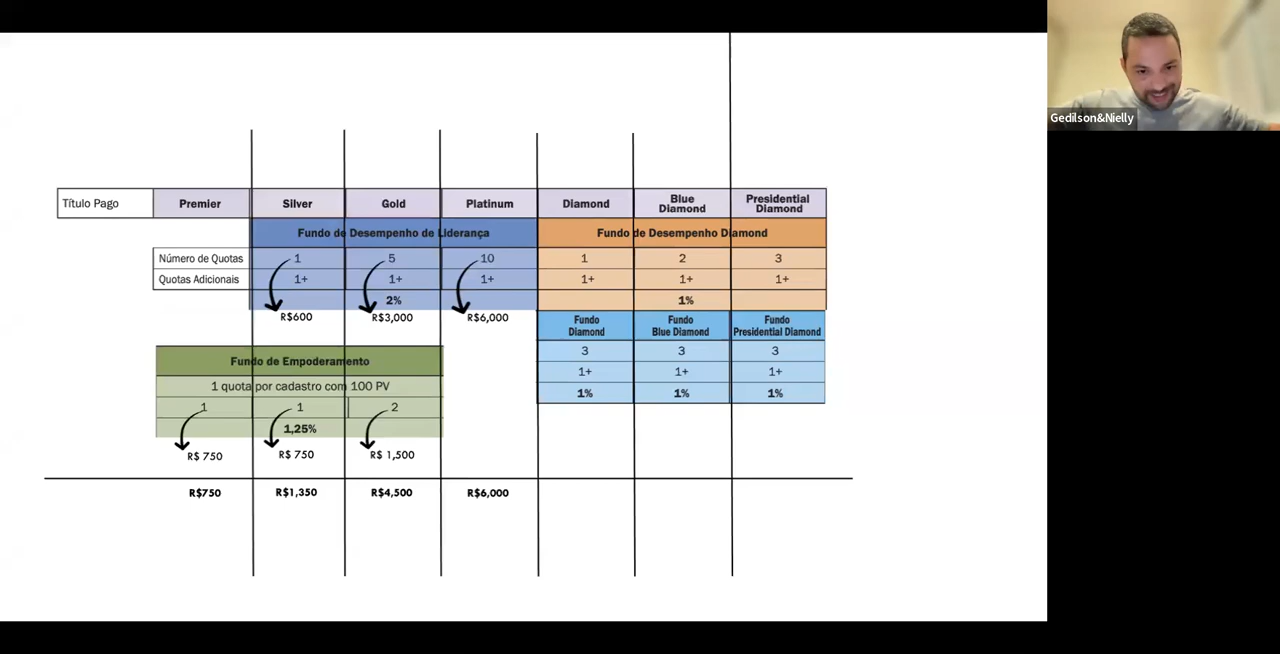 Gedilson&Nielly
Título Pago Premier Silver Gold Platinum Diamond Blue Diamond Presidential Diamond
Fundo de Desempenho de Liderança Fundo de Desempenho Diamond
Número de Quotas 1 5 10 1 2 3
Quotas Adicionais 1+ 1+ 1+ 1+ 1+ 1+
2% 1%
R$600 R$3,000 R$6,000
Fundo Diamond Fundo Blue Diamond Fundo Presidential Diamond
3 3 3
1+ 1+ 1+
1% 1% 1%
Fundo de Empoderamento
1 quota por cadastro com 100 PV
1 1 2
1,25%
R$ 750 R$ 750 R$ 1,500
R$750 R$1,350 R$4,500 R$6,000